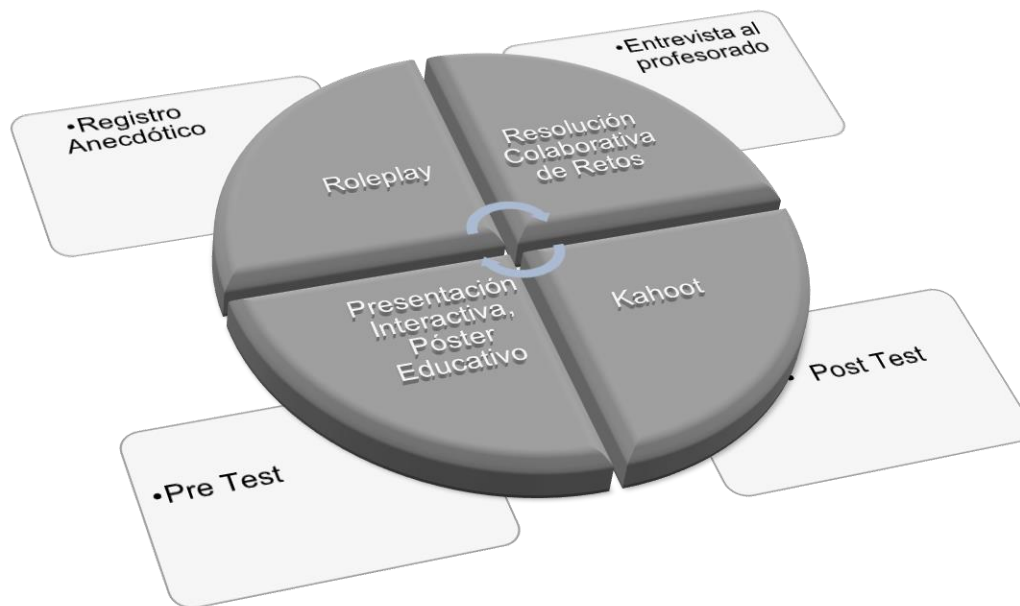 •Registro
Anecdótico
•Entrevista al
profesorado
Roleplay
Resolución
Colaborativa
de Retos
Presentación
Interactiva,
Póster
Educativo
Kahoot
•Pre Test
• Post Test